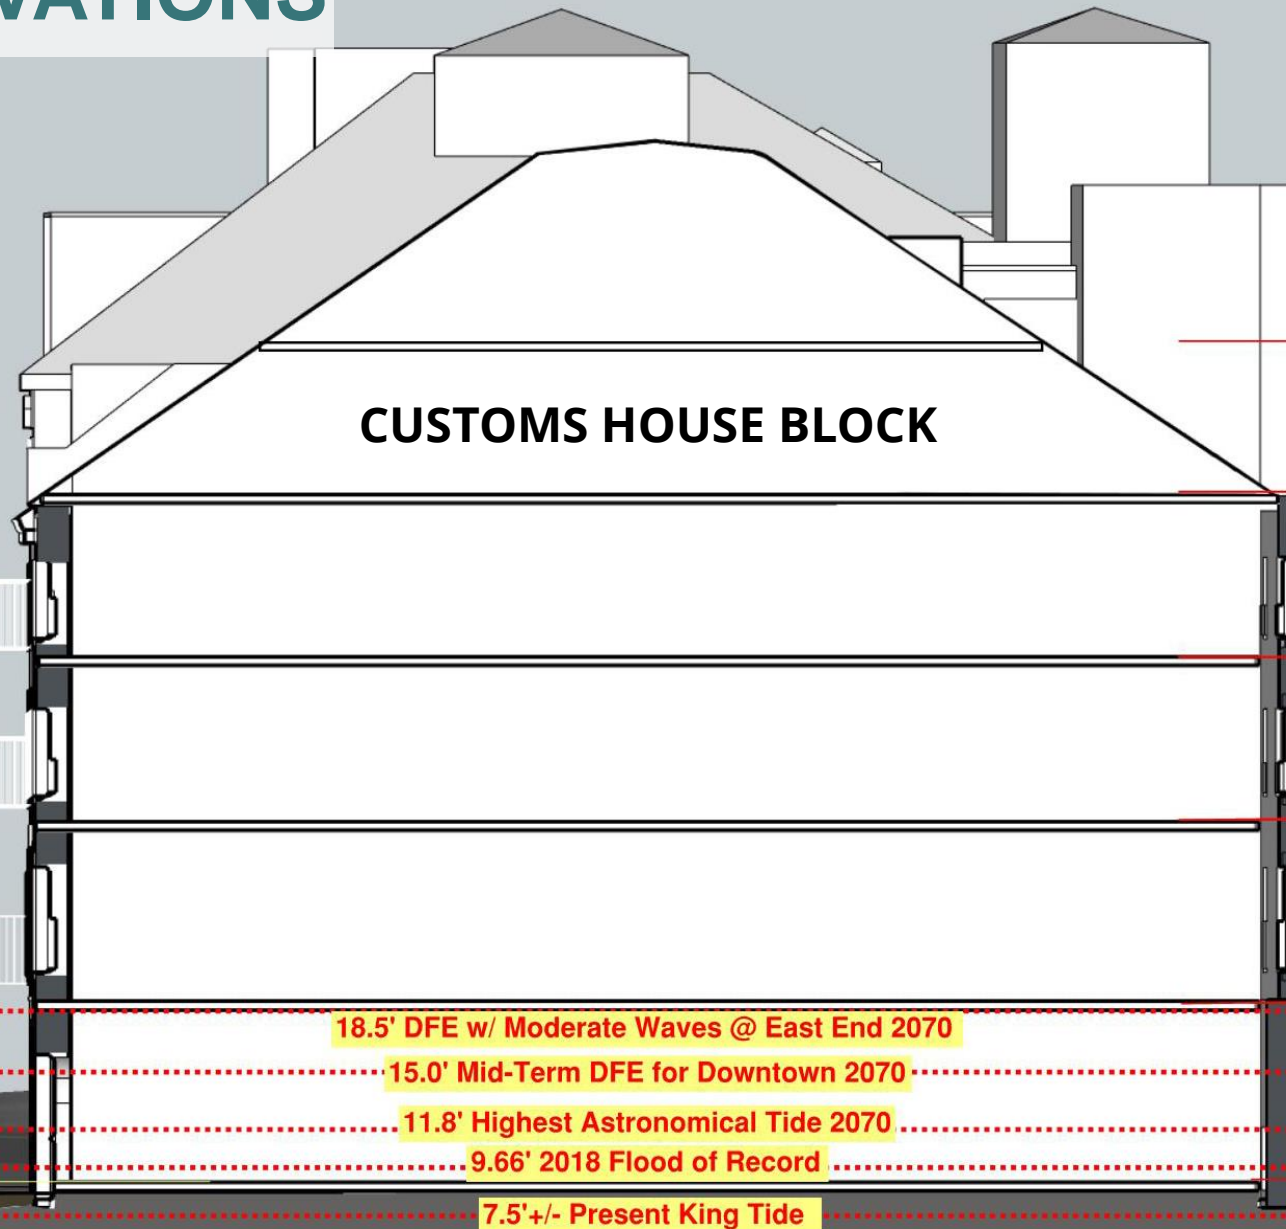 VATIONS
CUSTOMS HOUSE BLOCK
18.5' DFE w/ Moderate Waves @ East End 2070
15.0' Mid-Term DFE for Downtown 2070
11.8' Highest Astronomical Tide 2070
9.66' 2018 Flood of Record
7.5'+/- Present King Tide